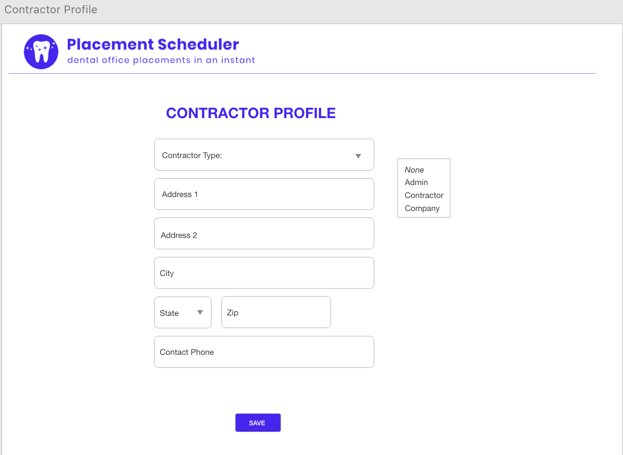 Contractor Profile
Placement Scheduler
dental office placements in an instant
CONTRACTOR PROFILE
Contractor Type:
None
Admin
Contractor
Company
Address 1
Address 2
City
State
Zip
Contact Phone
SAVE